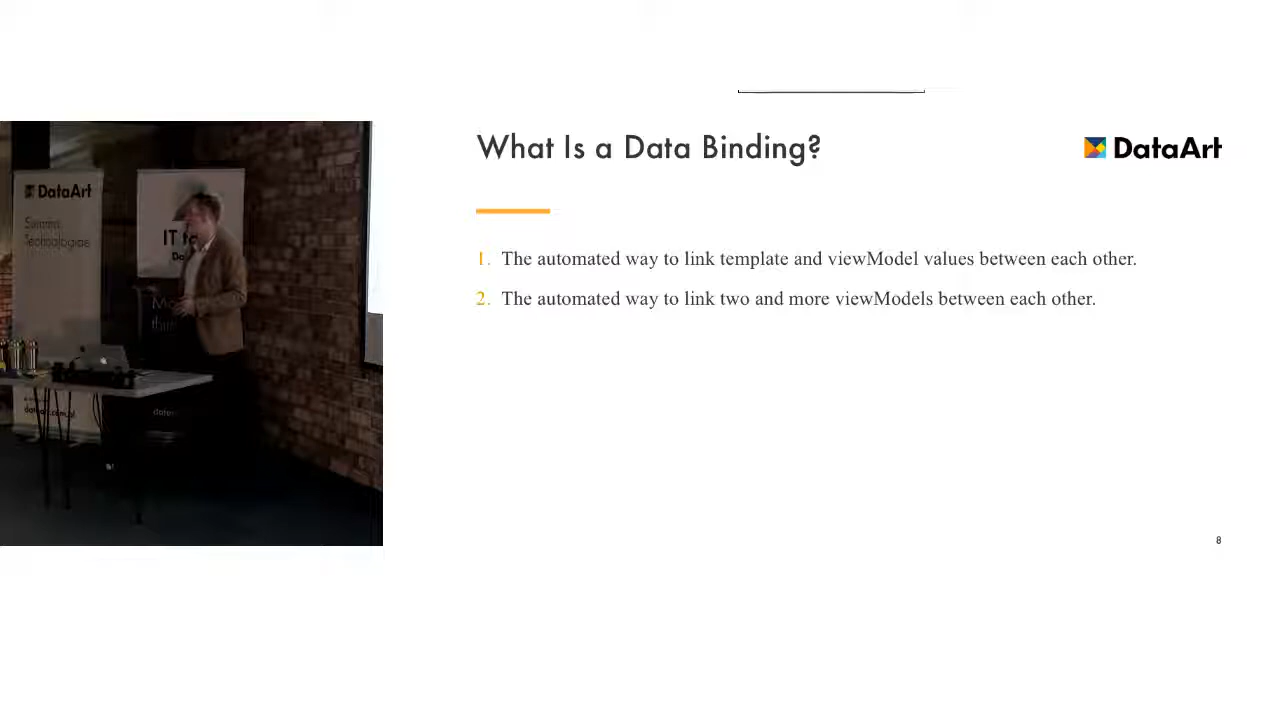 What Is a Data Binding?
DataArt
1. The automated way to link template and viewModel values between each other.
2. The automated way to link two and more viewModels between each other.
8
DataArt
Technologies
IT